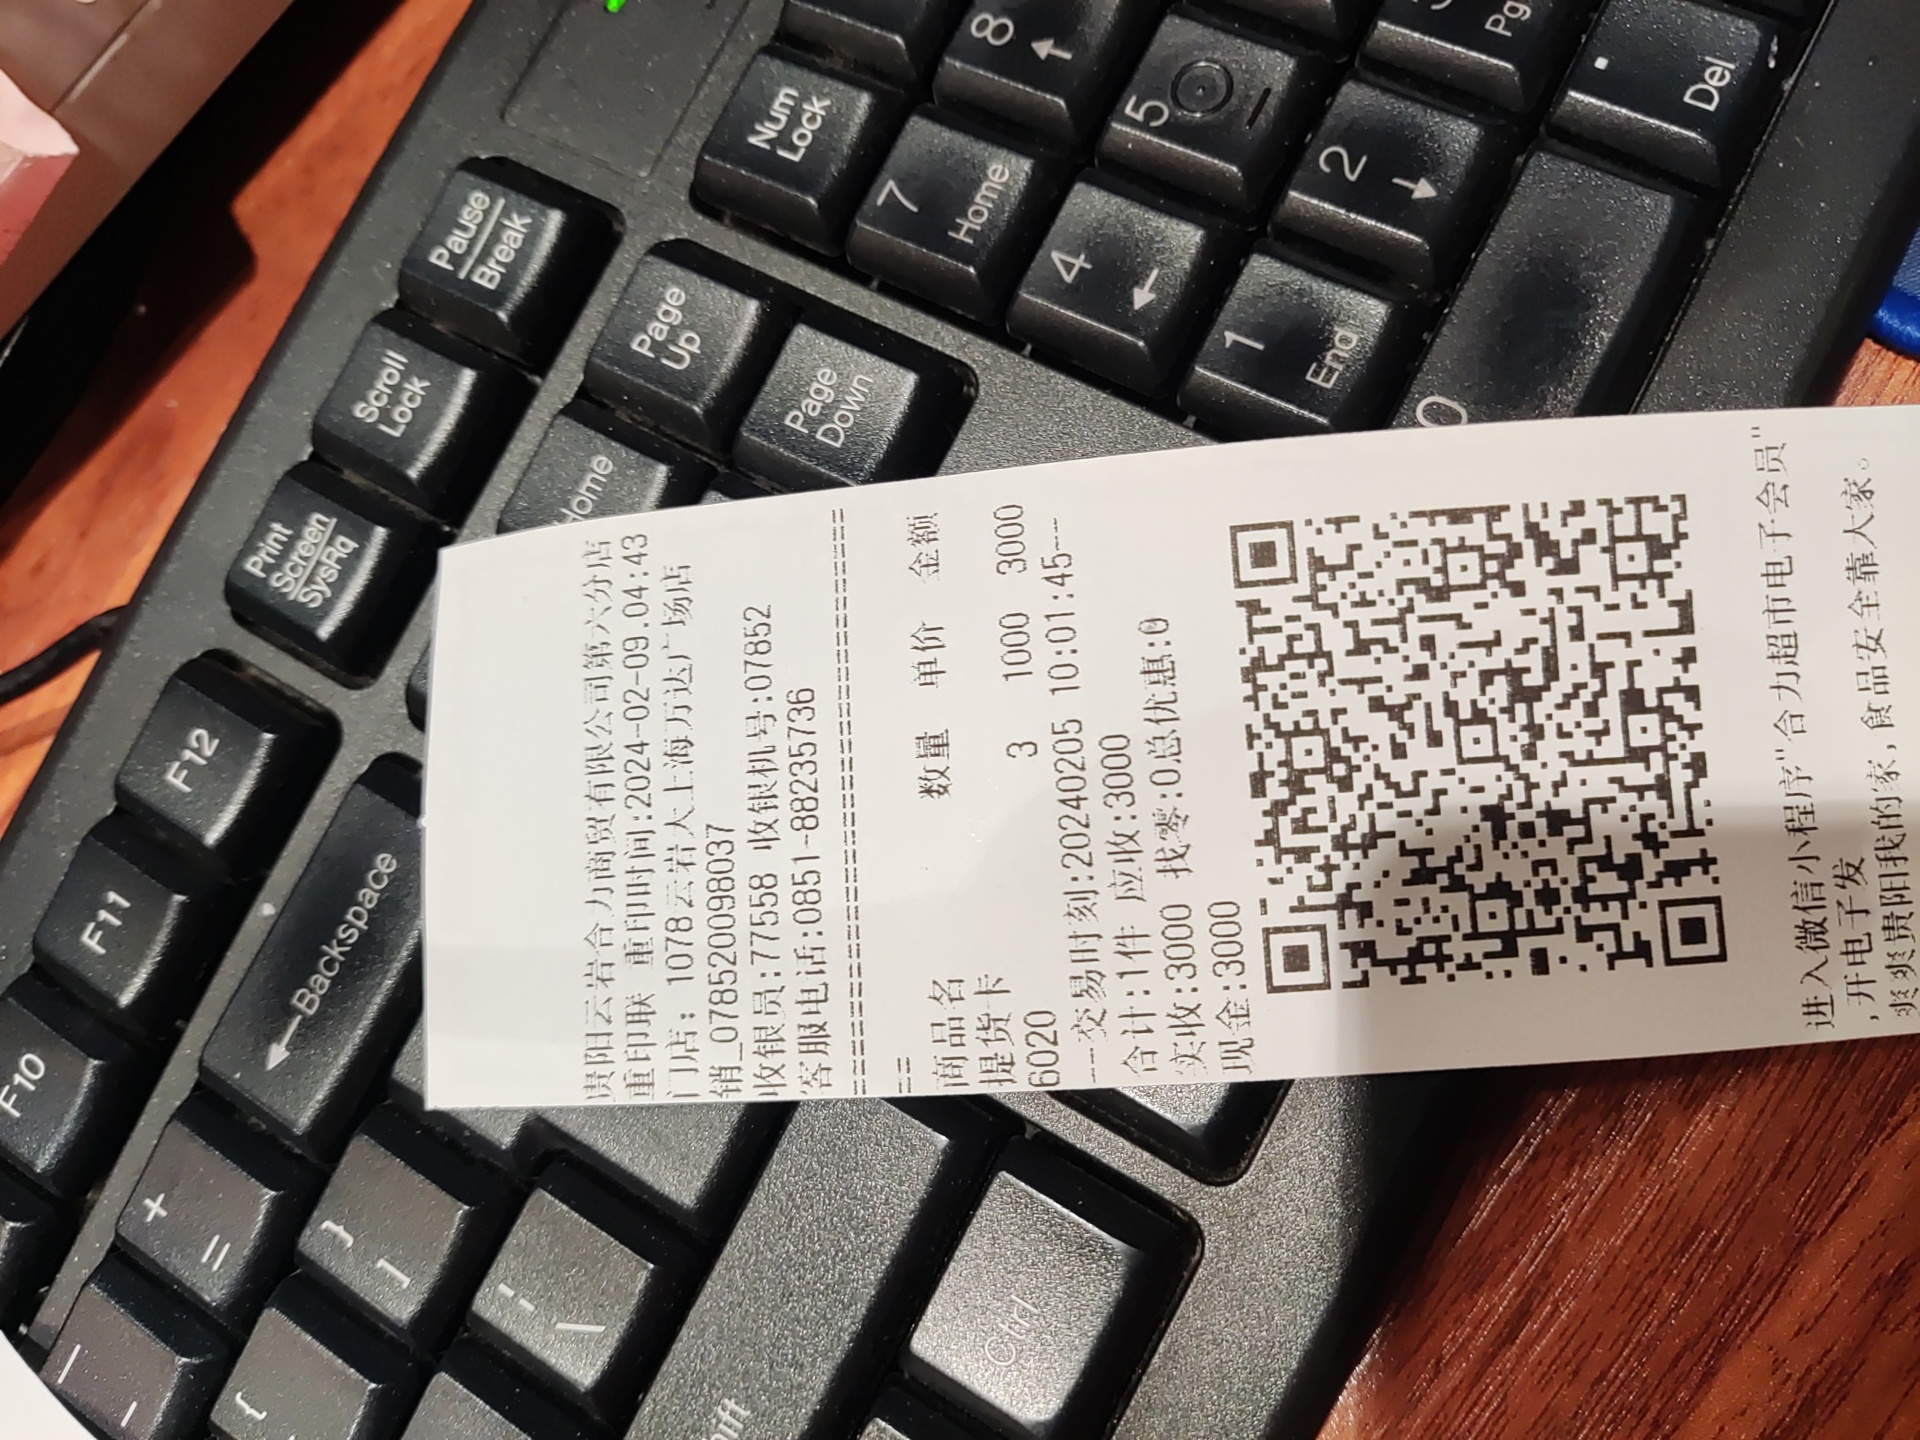 贵阳云岩合力商贸有限公司第六分店
重印联 重印时间:2024-02-09.04:43
门店: 1078云岩大上海万达广场店
销_078520098037
收银员:77558 收银机号:07852
客服电话:0851-88235736
==
商品名 数量 单价 金额
提货卡
6020 3 1000 3000
---交易时刻:20240205 10:01:45---
合计:1件 应收:3000
实收:3000 找零:0总优惠:0
现金:3000
进入微信小程序"合力超市电子会员"
,开电子发
爽爽贵阳我的家,食品安全靠大家。
Num
Lock
8
7
Home
5
4
2
1
End
0
.
Del
Pg
Pause
Break
Scroll
Lock
Print
Screen
SysRq
Page
Up
Page
Down
Home
F12
F11
F10
←Backspace
+
=
}
]
|
\
{
Ctrl